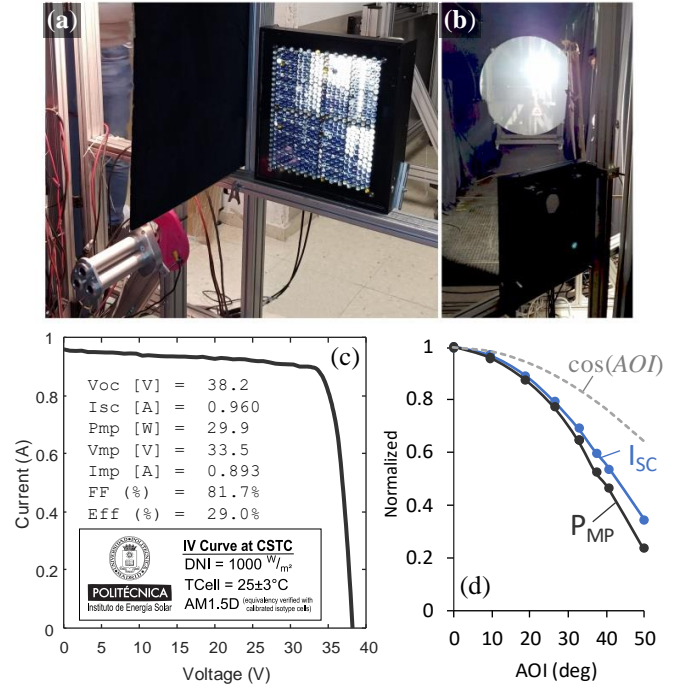 (a)
(b)
(c)
Voc [V] = 38.2
Isc [A] = 0.960
Pmp [W] = 29.9
Vmp [V] = 33.5
Imp [A] = 0.893
FF (%) = 81.7%
Eff (%) = 29.0%
POLITÉCNICA
Instituto de Energía Solar
IV Curve at CSTC
DNI = 1000 W/m²
TCell = 25±3°C
AM1.5D (equivalency verified with
calibrated isotype cells)
Current (A)
1
0.8
0.6
0.4
0.2
0
0 5 10 15 20 25 30 35 40
Voltage (V)
(d)
cos(AOI)
ISC
PMP
Normalized
1
0.8
0.6
0.4
0.2
0
0 10 20 30 40 50
AOI (deg)